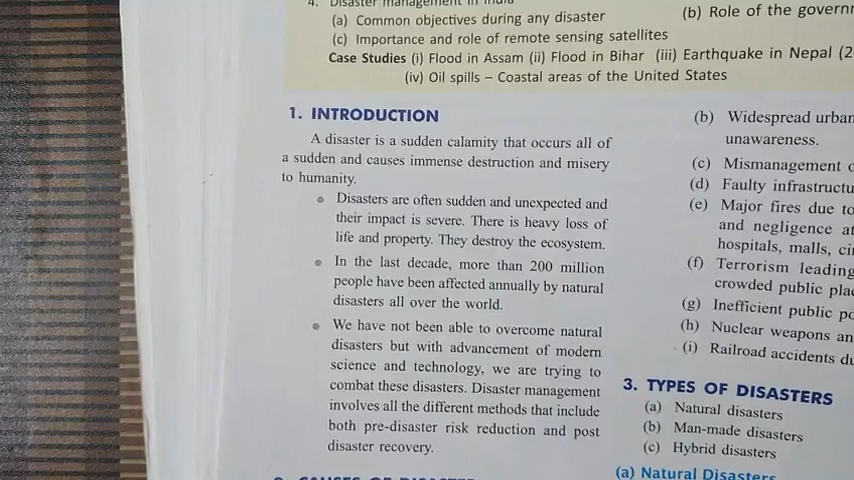 4. Disaster management in India
(a) Common objectives during any disaster
(b) Role of the
(c) Importance and role of remote sensing satellites
Case Studies (i) Flood in Assam (ii) Flood in Bihar (iii) Earthquake in Nepal
(iv) Oil spills – Coastal areas of the United States
1. INTRODUCTION
A disaster is a sudden calamity that occurs all of
a sudden and causes immense destruction and misery
to humanity.
Disasters are often sudden and unexpected and
their impact is severe. There is heavy loss of
life and property. They destroy the ecosystem.
In the last decade, more than 200 million
people have been affected annually by natural
disasters all over the world.
We have not been able to overcome natural
disasters but with advancement of modern
science and technology, we are trying to
combat these disasters. Disaster management
involves all the different methods that include
both pre-disaster risk reduction and post
disaster recovery.
(b) Widespread urban
unawareness.
(c) Mismanagement
(d) Faulty
(e) Major fires due to
and negligence at
hospitals, malls,
(f) Terrorism leading
crowded public
(g) Inefficient public
(h) Nuclear weapons
(i) Railroad accidents
3. TYPES OF DISASTERS
(a) Natural disasters
(b) Man-made disasters
(c) Hybrid disasters
(a) Natural Disasters